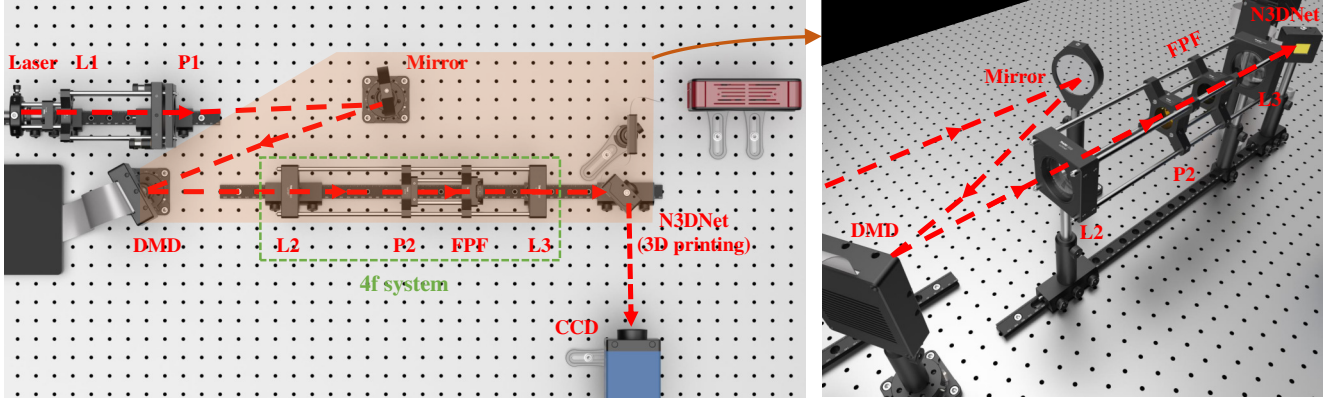 Laser L1 P1 Mirror
DMD L2 P2 FPF L3
N3DNet
(3D printing)
4f system
CCD
N3DNet
FPF
Mirror
L3
P2
DMD
L2